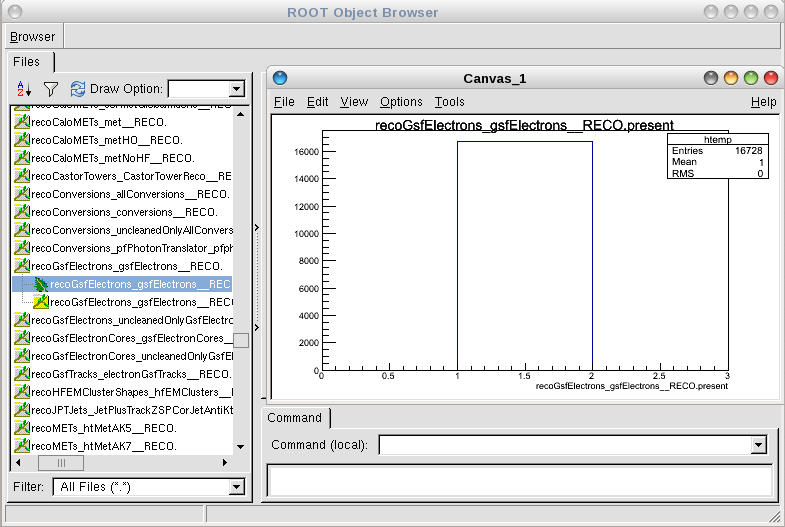 ROOT Object Browser
Browser
Files
Draw Option:
recoCaloMETs_met__RECO.
recoCaloMETs_metHO__RECO.
recoCaloMETs_metNoHF__RECO.
recoCastorTowers_CastorTowerReco__RE
recoConversions_allConversions__RECO.
recoConversions_conversions__RECO.
recoConversions_uncleanedOnlyAllConvers
recoConversions_pfPhotonTranslator_pfph
recoGsfElectrons_gsfElectrons__RECO.
recoGsfElectrons_gsfElectrons__REC
recoGsfElectrons_gsfElectrons__REC
recoGsfElectrons_uncleanedOnlyGsfElectro
recoGsfElectronCores_gsfElectronCores__
recoGsfElectronCores_uncleanedOnlyGsfEl
recoGsfTracks_electronGsfTracks__RECO.
recoHFEMClusterShapes_hfEMClusters__
recoJPTJets_JetPlusTrackZSPCorJetAntiKt
recoMETs_htMetAK5__RECO.
recoMETs_htMetAK7__RECO.
Filter: All Files (*.*)
Canvas_1
File Edit View Options Tools Help
recoGsfElectrons_gsfElectrons__RECO.present
htemp
Entries 16728
Mean 1
RMS 0
16000
14000
12000
10000
8000
6000
4000
2000
0
0 0.5 1 1.5 2 2.5 3
recoGsfElectrons_gsfElectrons__RECO.present
Command
Command (local):